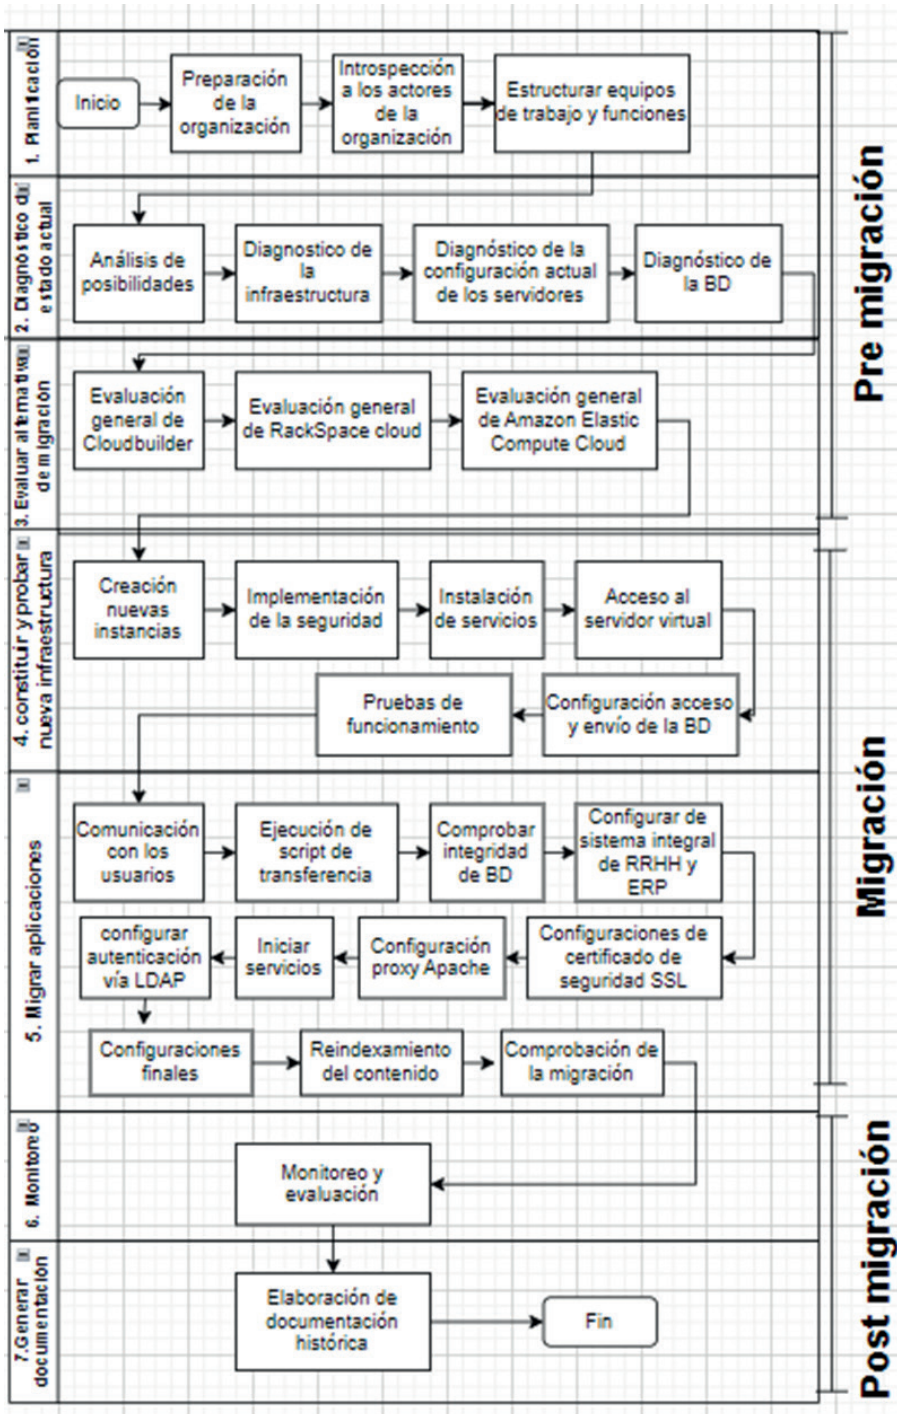 1. Planificación
Inicio
Preparación
de la
organización
Introspección
a los actores
de la
organización
Estructurar equipos
de trabajo y funciones
2. Diagnóstico de
estado actual
Análisis de
posibilidades
Diagnostico de
la
infraestructura
Diagnóstico de la
configuración actual
de los servidores
Diagnóstico de
la BD
3. Evaluar alternativas
de migración
Evaluación
general de
Cloudbuilder
Evaluación general
de RackSpace cloud
Evaluación general
de Amazon Elastic
Compute Cloud
Pre migración
4. constituir y probar
nueva infraestructura
Creación
nuevas
instancias
Implementación
de la seguridad
Instalación
de servicios
Acceso al
servidor virtual
Configuración acceso
y envío de la BD
Pruebas de
funcionamiento
5. Migrar aplicaciones
Comunicación
con los
usuarios
Ejecución de
script de
transferencia
Comprobar
integridad
de BD
Configurar de
sistema integral
de RRHH y
ERP
Configuraciones de
certificado de
seguridad SSL
Configuración
proxy Apache
Iniciar
servicios
configurar
autenticación
vía LDAP
Configuraciones
finales
Reindexamiento
del contenido
Comprobación de
la migración
Migración
6. Monitoreo
Monitoreo y
evaluación
7.Generar
documentación
Elaboración de
documentación
histórica
Fin
Post migración